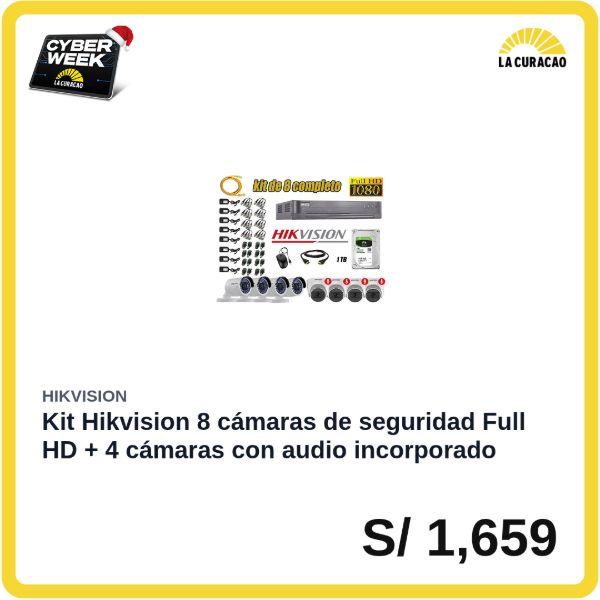 CYBER
WEEK
LA CURACAO
LA CURACAO
kit de 8 completo
Full HD
1080
HIKVISION
1 TB
HIKVISION
Kit Hikvision 8 cámaras de seguridad Full
HD + 4 cámaras con audio incorporado
S/ 1,659